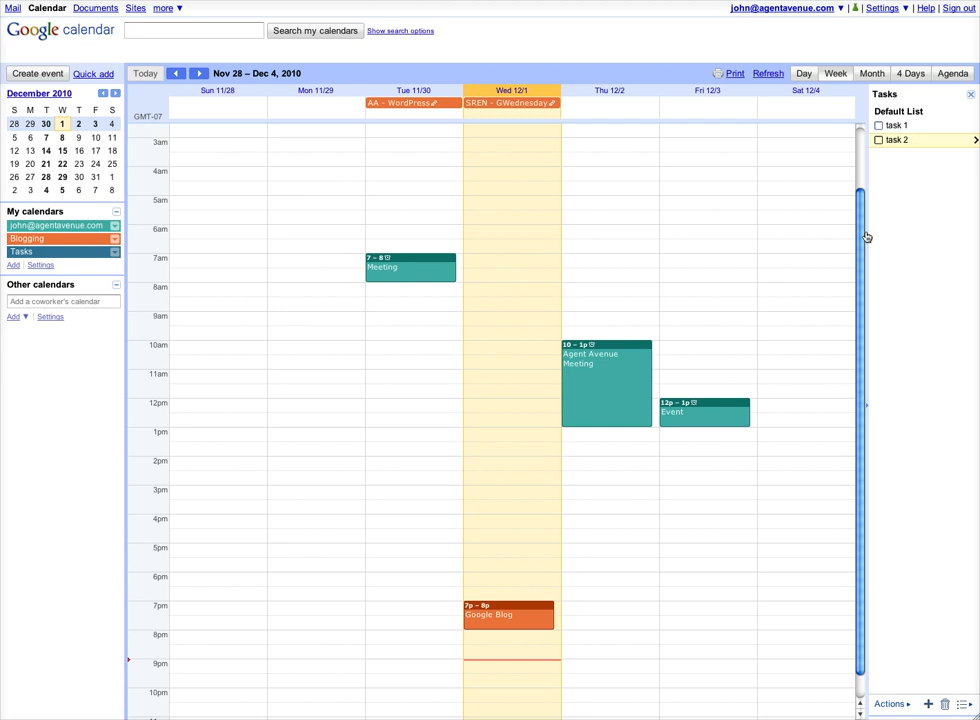 Mail Calendar Documents Sites more ▼
john@agentavenue.com ▼ | | Settings ▼ | Help | Sign out
Google calendar
Search my calendars
Show search options
Create event
Quick add
Today
Nov 28 – Dec 4, 2010
Print
Refresh
Day
Week
Month
4 Days
Agenda
December 2010
S M T W T F S
28 29 30 1 2 3 4
5 6 7 8 9 10 11
12 13 14 15 16 17 18
19 20 21 22 23 24 25
26 27 28 29 30 31 1
2 3 4 5 6 7 8
My calendars
john@agentavenue.com
Blogging
Tasks
Add | Settings
Other calendars
Add a coworker's calendar
Add ▼ | Settings
Sun 11/28
Mon 11/29
Tue 11/30
Wed 12/1
Thu 12/2
Fri 12/3
Sat 12/4
AA - WordPress
SREN - GWednesday
GMT-07
3am
4am
5am
6am
7am
8am
9am
10am
11am
12pm
1pm
2pm
3pm
4pm
5pm
6pm
7pm
8pm
9pm
10pm
7 – 8
Meeting
10 – 1p
Agent Avenue
Meeting
12p – 1p
Event
7p – 8p
Google Blog
Tasks
Default List
task 1
task 2
Actions ▸